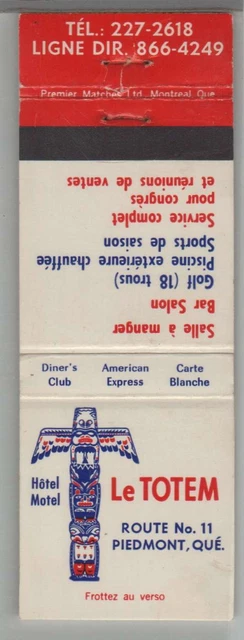 TÉL.: 227-2618
LIGNE DIR. 866-4249
Premier Matches Ltd. Montreal Que.
Salle à manger
Bar Salon
Golf (18 trous)
Piscine extérieure chauffée
Sports de saison
Service complet
pour congrès
et réunions de ventes
Diner's Club
American Express
Carte Blanche
Hôtel
Motel
Le TOTEM
ROUTE No. 11
PIEDMONT, QUÉ.
Frottez au verso